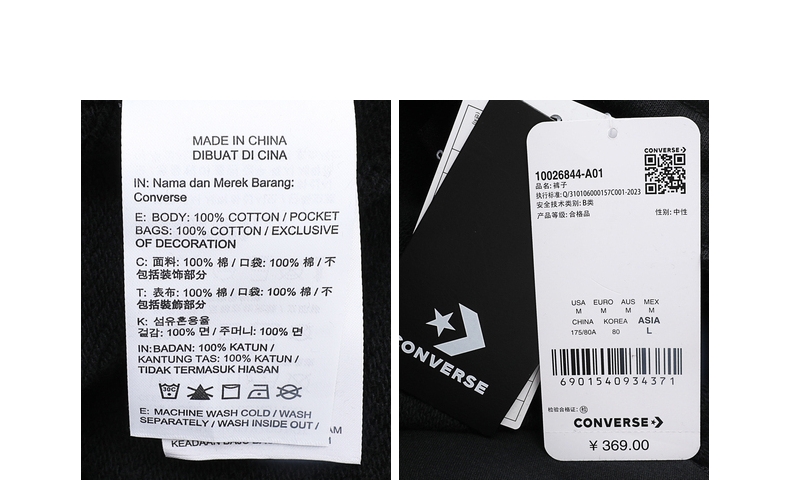 MADE IN CHINA
DIBUAT DI CINA
IN: Nama dan Merek Barang:
Converse
E: BODY: 100% COTTON / POCKET
BAGS: 100% COTTON / EXCLUSIVE
OF DECORATION
C: 面料: 100% 棉 / 口袋: 100% 棉 / 不
包括装饰部分
T: 表布: 100% 棉 / 口袋: 100% 棉 / 不
包括裝飾部分
K: 섬유혼용율
겉감: 100% 면 / 주머니: 100% 면
IN:BADAN: 100% KATUN /
KANTUNG TAS: 100% KATUN /
TIDAK TERMASUK HIASAN
30C
E: MACHINE WASH COLD / WASH
SEPARATELY / WASH INSIDE OUT /
CONVERSE
CONVERSE
10026844-A01
品名: 裤子
执行标准: Q/310106000157C001-2023
安全技术类别: B类
产品等级: 合格品
性别: 中性
USA EURO AUS MEX
M M M M
CHINA KOREA ASIA
175/80A 80 L
6901540934371
检验合格证:
CONVERSE
¥ 369.00